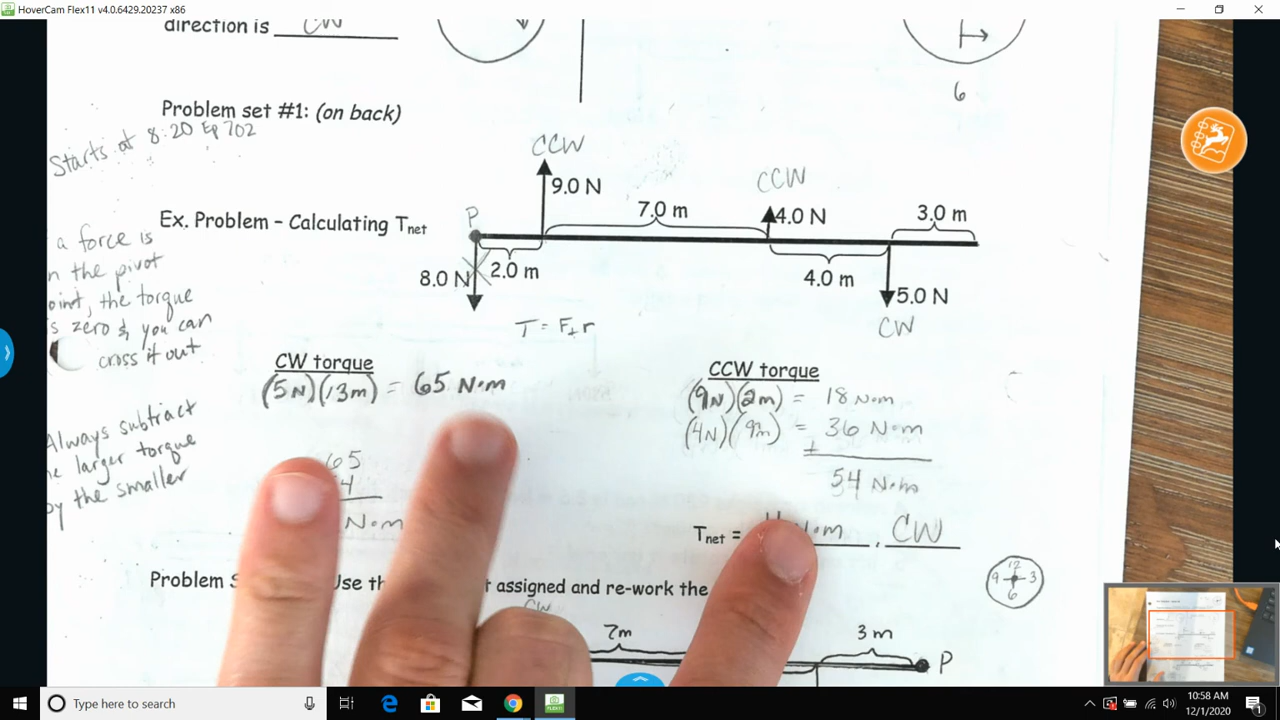 HoverCam Flex11 v4.0.6429.20237 x86
direction is CW
6
Problem set #1: (on back)
Starts at 8:20 Ep 702
CCW
9.0 N
CCW
4.0 N
Ex. Problem – Calculating Tnet
P
7.0 m
3.0 m
8.0 N
2.0 m
4.0 m
5.0 N
CW
T = F⊥r
a force is
the pivot
the torque
zero & you can
cross it out
CW torque
(5N)(13m) = 65 N·m
CCW torque
(9N)(2m) = 18 N·m
(4N)(9m) = 36 N·m
+
54 N·m
Always subtract
larger torque
by the smaller
65
4
N·m
Tnet = CW
12
9 3
6
Problem
assigned and re-work the
CW
7m
3 m
P
Type here to search
10:58 AM
12/1/2020
1